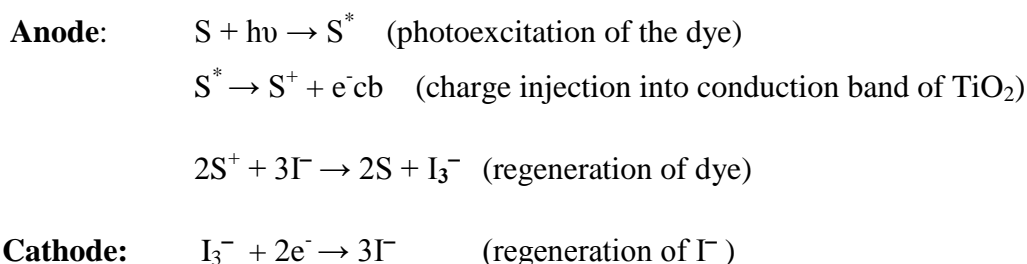 Anode: S + hυ → S* (photoexcitation of the dye)
S* → S⁺ + e⁻cb (charge injection into conduction band of TiO₂)
2S⁺ + 3I⁻ → 2S + I₃⁻ (regeneration of dye)
Cathode: I₃⁻ + 2e⁻ → 3I⁻ (regeneration of I⁻ )